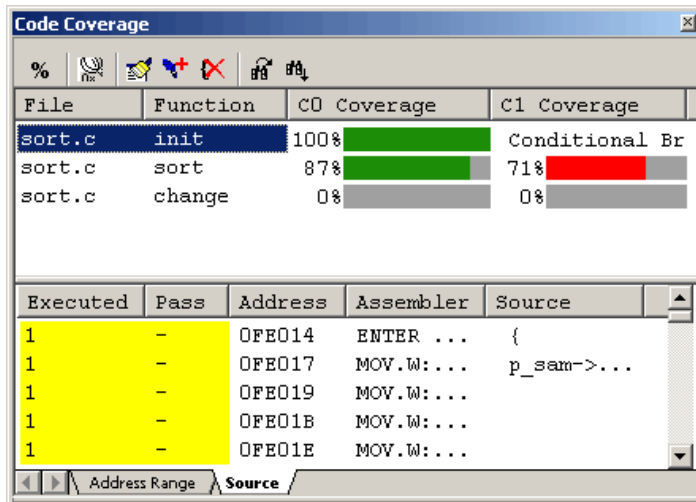 Code Coverage
%
File Function C0 Coverage C1 Coverage
sort.c init 100% Conditional Br
sort.c sort 87% 71%
sort.c change 0% 0%
Executed Pass Address Assembler Source
1 - 0FE014 ENTER ... {
1 - 0FE017 MOV.W:... p_sam->...
1 - 0FE019 MOV.W:...
1 - 0FE01B MOV.W:...
1 - 0FE01E MOV.W:...
Address Range Source